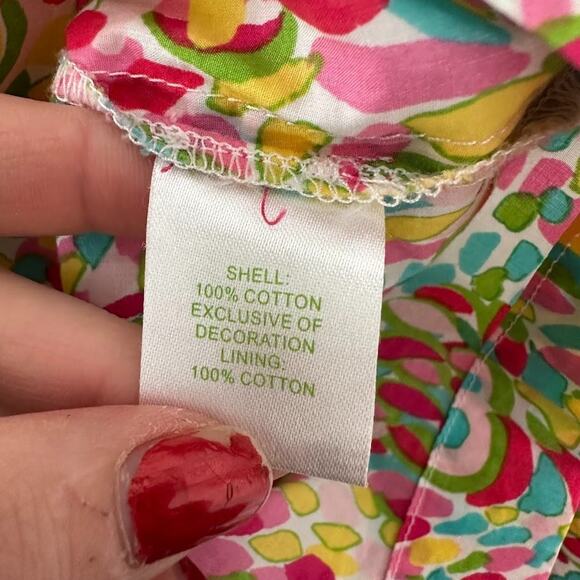 SHELL:
100% COTTON
EXCLUSIVE OF
DECORATION
LINING:
100% COTTON